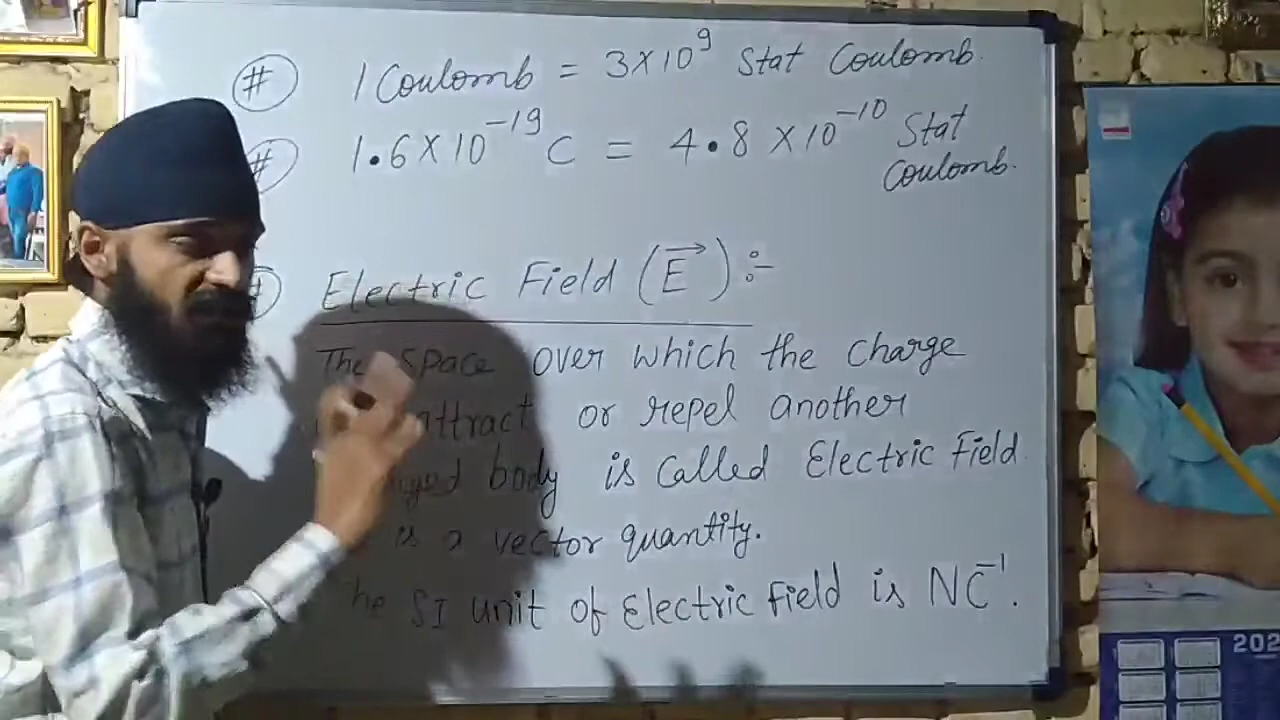 # 1 Coulomb = 3×10⁹ Stat Coulomb.
# 1.6×10⁻¹⁹ C = 4.8 ×10⁻¹⁰ Stat Coulomb.
Electric Field (E⃗) :-
The Space over which the charge
attract or repel another
body is called Electric Field.
is a vector quantity.
The SI unit of Electric Field is NC⁻¹.
202